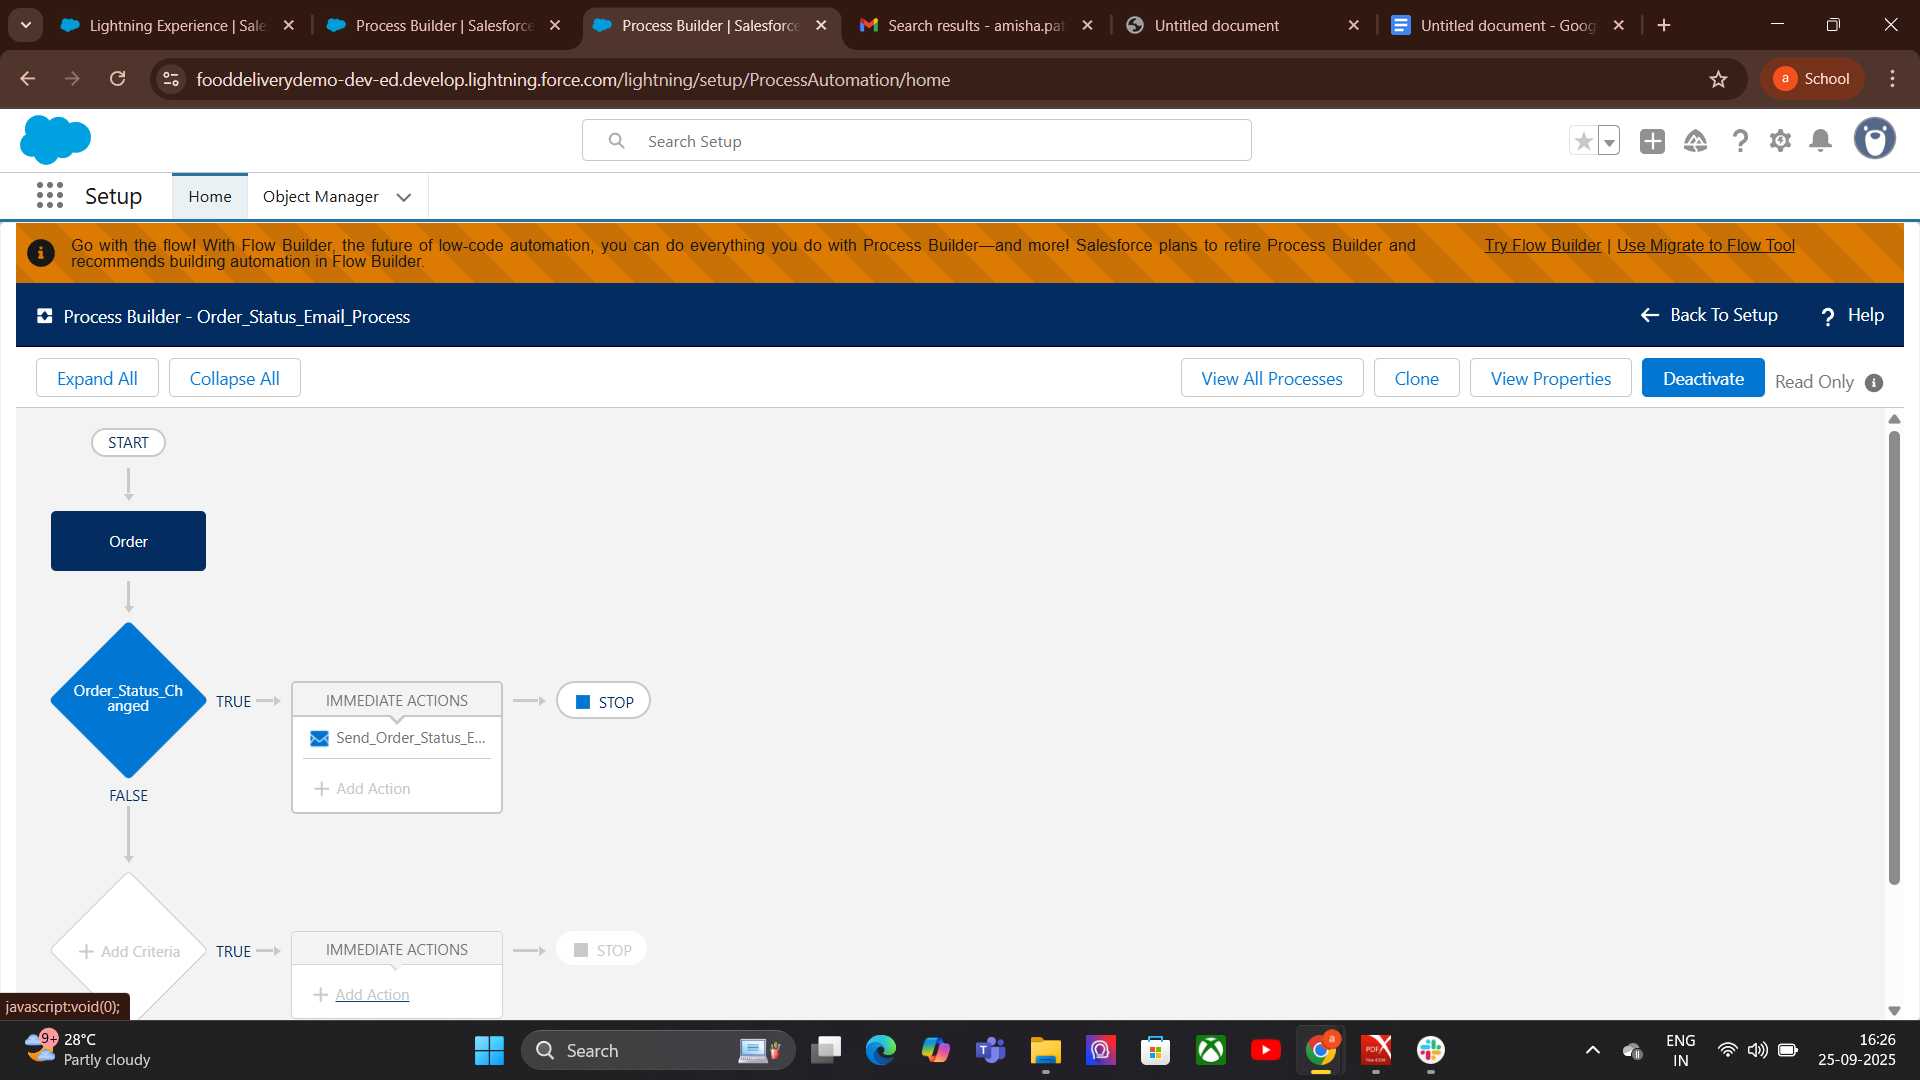 Lightning Experience | Sale
Process Builder | Salesforce
Process Builder | Salesforce
Search results - amisha.pat
Untitled document
Untitled document - Goog
fooddeliverydemo-dev-ed.develop.lightning.force.com/lightning/setup/ProcessAutomation/home
a School
Search Setup
Setup
Home
Object Manager
Go with the flow! With Flow Builder, the future of low-code automation, you can do everything you do with Process Builder—and more! Salesforce plans to retire Process Builder and
recommends building automation in Flow Builder.
Try Flow Builder | Use Migrate to Flow Tool
Process Builder - Order_Status_Email_Process
Back To Setup
? Help
Expand All
Collapse All
View All Processes
Clone
View Properties
Deactivate
Read Only
START
Order
Order_Status_Ch
anged
TRUE
IMMEDIATE ACTIONS
STOP
Send_Order_Status_E...
+ Add Action
FALSE
+ Add Criteria
TRUE
IMMEDIATE ACTIONS
STOP
+ Add Action
javascript:void(0);
9+
28°C
Partly cloudy
Search
a
PDF
ENG
IN
16:26
25-09-2025